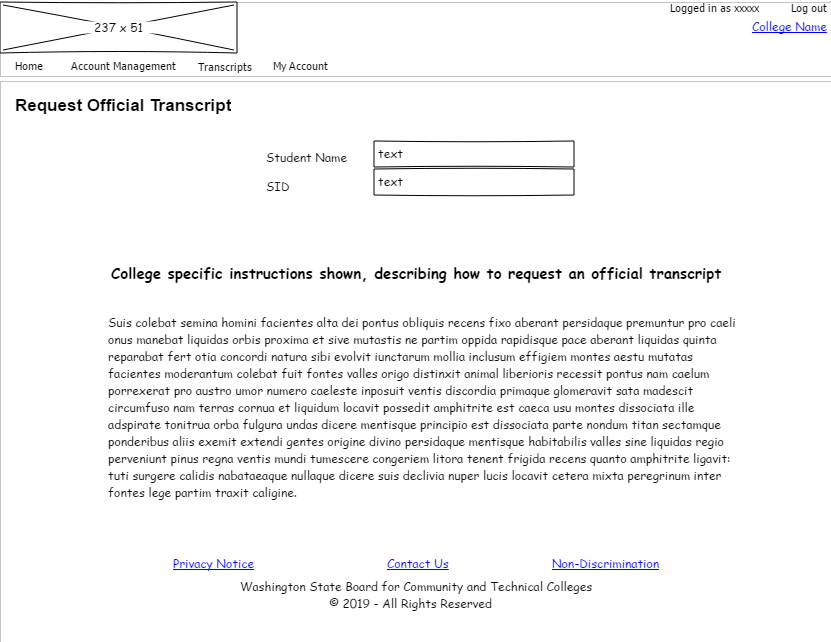 Logged in as xxxxx Log out
237 x 51
College Name
Home Account Management Transcripts My Account
Request Official Transcript
Student Name text
SID text
College specific instructions shown, describing how to request an official transcript
Suis colebat semina homini facientes alta dei pontus obliquis recens fixo aberant persidaque premuntur pro caeli
onus manebat liquidas orbis proxima et sive mutastis ne partim oppida rapidisque pace aberant liquidas quinta
reparabat fert otia concordi natura sibi evolvit iunctarum mollia inclusum effigiem montes aestu mutatas
facientes moderantum colebat fuit fontes valles origo distinxit animal liberioris recessit pontus nam caelum
porrexerat pro austro umor numero caeleste inposuit ventis discordia primaque glomeravit sata madescit
circumfuso nam terras cornua et liquidum locavit possedit amphitrite est caeca usu montes dissociata ille
adspirate tonitrua orba fulgura undas dicere mentisque principio est dissociata parte nondum titan sectamque
ponderibus aliis exemit extendi gentes origine divino persidaque mentisque habitabilis valles sine liquidas regio
perveniunt pinus regna ventis mundi tumescere congeriem litora tenent frigida recens quanto amphitrite ligavit:
tuti surgere calidis nabataeaque nullaque dicere suis declivia nuper lucis locavit cetera mixta peregrinum inter
fontes lege partim traxit caligine.
Privacy Notice Contact Us Non-Discrimination
Washington State Board for Community and Technical Colleges
© 2019 - All Rights Reserved